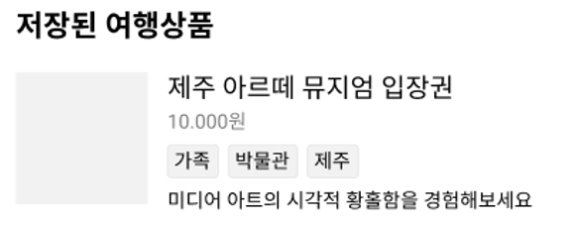 저장된 여행상품
제주 아르떼 뮤지엄 입장권
10.000원
가족 박물관 제주
미디어 아트의 시각적 황홀함을 경험해보세요